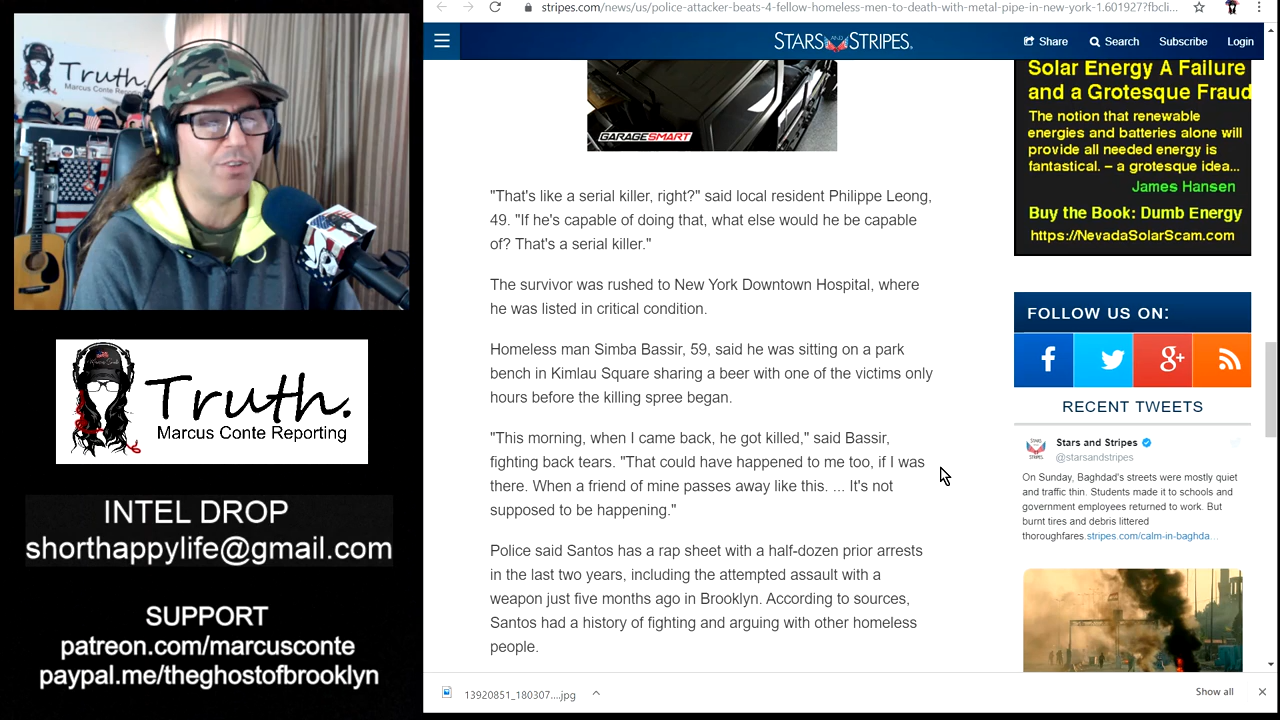 Truth.
Marcus Conte Reporting
Truth.
Marcus Conte Reporting
INTEL DROP
shorthappylife@gmail.com
SUPPORT
patreon.com/marcusconte
paypal.me/theghostofbrooklyn
stripes.com/news/us/police-attacker-beats-4-fellow-homeless-men-to-death-with-metal-pipe-in-new-york-1.601927?fbcli...
STARS AND STRIPES.
Share
Search
Subscribe
Login
GARAGESMART
"That's like a serial killer, right?" said local resident Philippe Leong,
49. "If he's capable of doing that, what else would he be capable
of? That's a serial killer."
The survivor was rushed to New York Downtown Hospital, where
he was listed in critical condition.
Homeless man Simba Bassir, 59, said he was sitting on a park
bench in Kimlau Square sharing a beer with one of the victims only
hours before the killing spree began.
"This morning, when I came back, he got killed," said Bassir,
fighting back tears. "That could have happened to me too, if I was
there. When a friend of mine passes away like this. ... It's not
supposed to be happening."
Police said Santos has a rap sheet with a half-dozen prior arrests
in the last two years, including the attempted assault with a
weapon just five months ago in Brooklyn. According to sources,
Santos had a history of fighting and arguing with other homeless
people.
Solar Energy A Failure
and a Grotesque Fraud
The notion that renewable
energies and batteries alone will
provide all needed energy is
fantastical. – a grotesque idea...
James Hansen
Buy the Book: Dumb Energy
https://NevadaSolarScam.com
FOLLOW US ON:
RECENT TWEETS
Stars and Stripes
@starsandstripes
On Sunday, Baghdad's streets were mostly quiet
and traffic thin. Students made it to schools and
government employees returned to work. But
burnt tires and debris littered
thoroughfares.stripes.com/calm-in-baghda...
13920851_180307....jpg
Show all